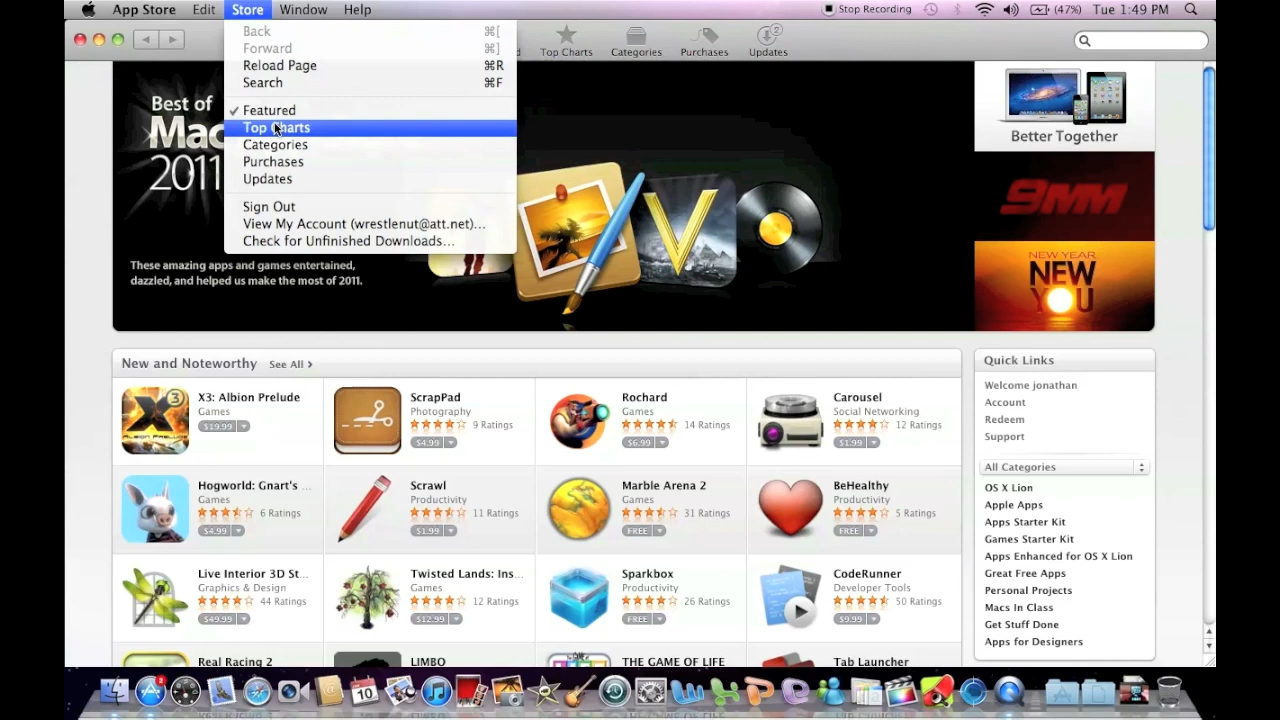 App Store Edit Store Window Help Stop Recording (47%) Tue 1:49 PM
Back ⌘[
Forward ⌘]
Reload Page ⌘R
Search ⌘F
✓ Featured
Top Charts
Categories
Purchases
Updates
Sign Out
View My Account (wrestlenut@att.net)...
Check for Unfinished Downloads...
Top Charts
Categories
Purchases
2
Updates
Best of
Mac
2011
These amazing apps and games entertained,
dazzled, and helped us make the most of 2011.
Better Together
9MM
NEW YEAR
NEW
YOU
New and Noteworthy See All >
X3: Albion Prelude
Games
$19.99
ScrapPad
Photography
9 Ratings
$4.99
Rochard
Games
14 Ratings
$6.99
Carousel
Social Networking
12 Ratings
$1.99
Hogworld: Gnart's ...
Games
6 Ratings
$4.99
Scrawl
Productivity
11 Ratings
$1.99
Marble Arena 2
Games
31 Ratings
FREE
BeHealthy
Productivity
5 Ratings
FREE
Live Interior 3D St...
Graphics & Design
44 Ratings
$49.99
Twisted Lands: Ins...
Games
12 Ratings
$12.99
Sparkbox
Productivity
26 Ratings
FREE
CodeRunner
Developer Tools
50 Ratings
$9.99
Real Racing 2
LIMBO
THE GAME OF LIFE
Tab Launcher
Quick Links
Welcome jonathan
Account
Redeem
Support
All Categories
OS X Lion
Apple Apps
Apps Starter Kit
Games Starter Kit
Apps Enhanced for OS X Lion
Great Free Apps
Personal Projects
Macs In Class
Get Stuff Done
Apps for Designers
2
10